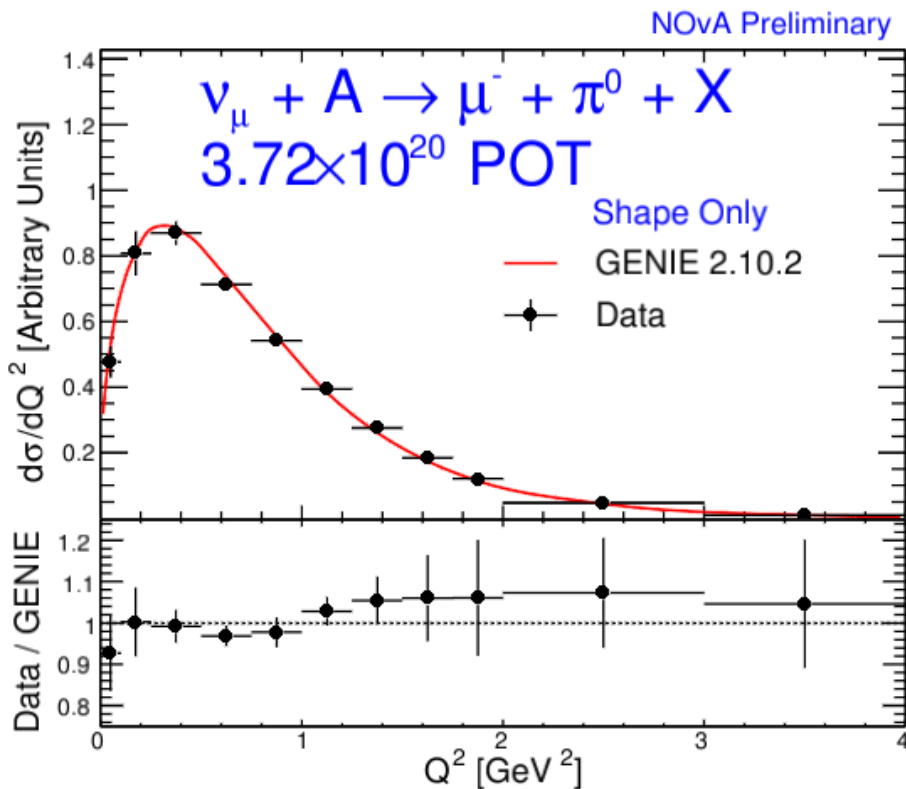 NOvA Preliminary
ν_μ + A → μ⁻ + π⁰ + X
3.72×10²⁰ POT
Shape Only
GENIE 2.10.2
Data
dσ/dQ² [Arbitrary Units]
1.4
1.2
1
0.8
0.6
0.4
0.2
Data / GENIE
1.2
1.1
1
0.9
0.8
0 1 2 3 4
Q² [GeV²]